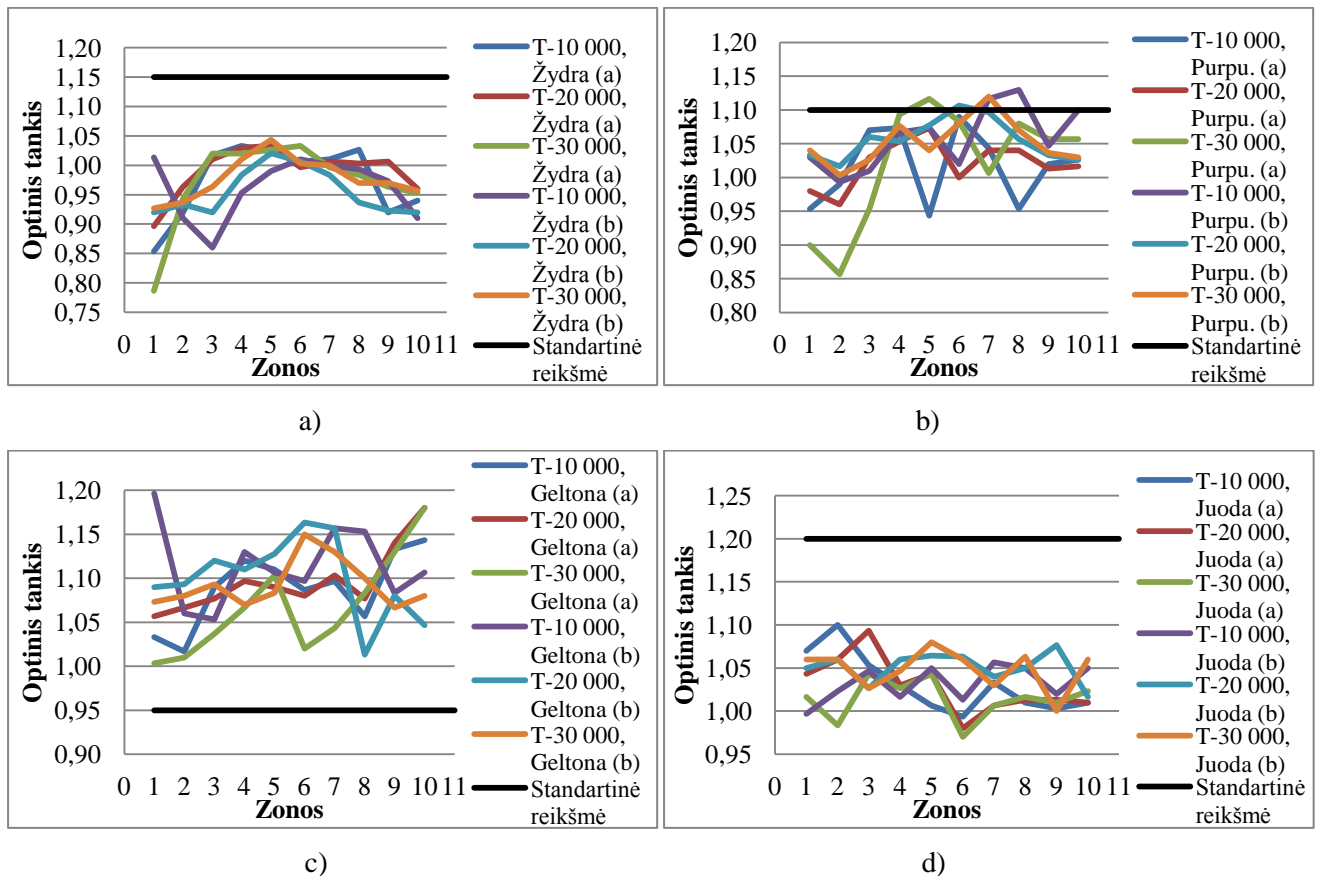 1,20
1,15
1,10
1,05
1,00
0,95
0,90
0,85
0,80
0,75
0 1 2 3 4 5 6 7 8 9 10 11
Optinis tankis
Zonos
T-10 000,
Žydra (a)
T-20 000,
Žydra (a)
T-30 000,
Žydra (a)
T-10 000,
Žydra (b)
T-20 000,
Žydra (b)
T-30 000,
Žydra (b)
Standartinė
reikšmė
a)
1,20
1,15
1,10
1,05
1,00
0,95
0,90
0,85
0,80
0 1 2 3 4 5 6 7 8 9 10 11
Optinis tankis
Zonos
T-10 000,
Purpu. (a)
T-20 000,
Purpu. (a)
T-30 000,
Purpu. (a)
T-10 000,
Purpu. (b)
T-20 000,
Purpu. (b)
T-30 000,
Purpu. (b)
Standartinė
reikšmė
b)
1,20
1,15
1,10
1,05
1,00
0,95
0,90
0 1 2 3 4 5 6 7 8 9 10 11
Optinis tankis
Zonos
T-10 000,
Geltona (a)
T-20 000,
Geltona (a)
T-30 000,
Geltona (a)
T-10 000,
Geltona (b)
T-20 000,
Geltona (b)
T-30 000,
Geltona (b)
Standartinė
reikšmė
c)
1,25
1,20
1,15
1,10
1,05
1,00
0,95
0 1 2 3 4 5 6 7 8 9 10 11
Optinis tankis
Zonos
T-10 000,
Juoda (a)
T-20 000,
Juoda (a)
T-30 000,
Juoda (a)
T-10 000,
Juoda (b)
T-20 000,
Juoda (b)
T-30 000,
Juoda (b)
Standartinė
reikšmė
d)